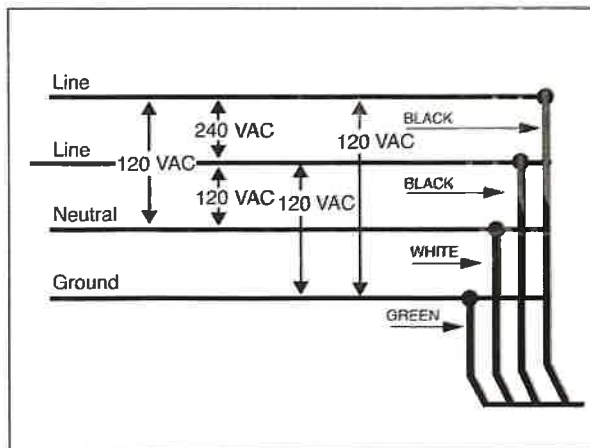 Line
BLACK
240 VAC
120 VAC
Line
120 VAC
BLACK
120 VAC
120 VAC
Neutral
WHITE
Ground
GREEN